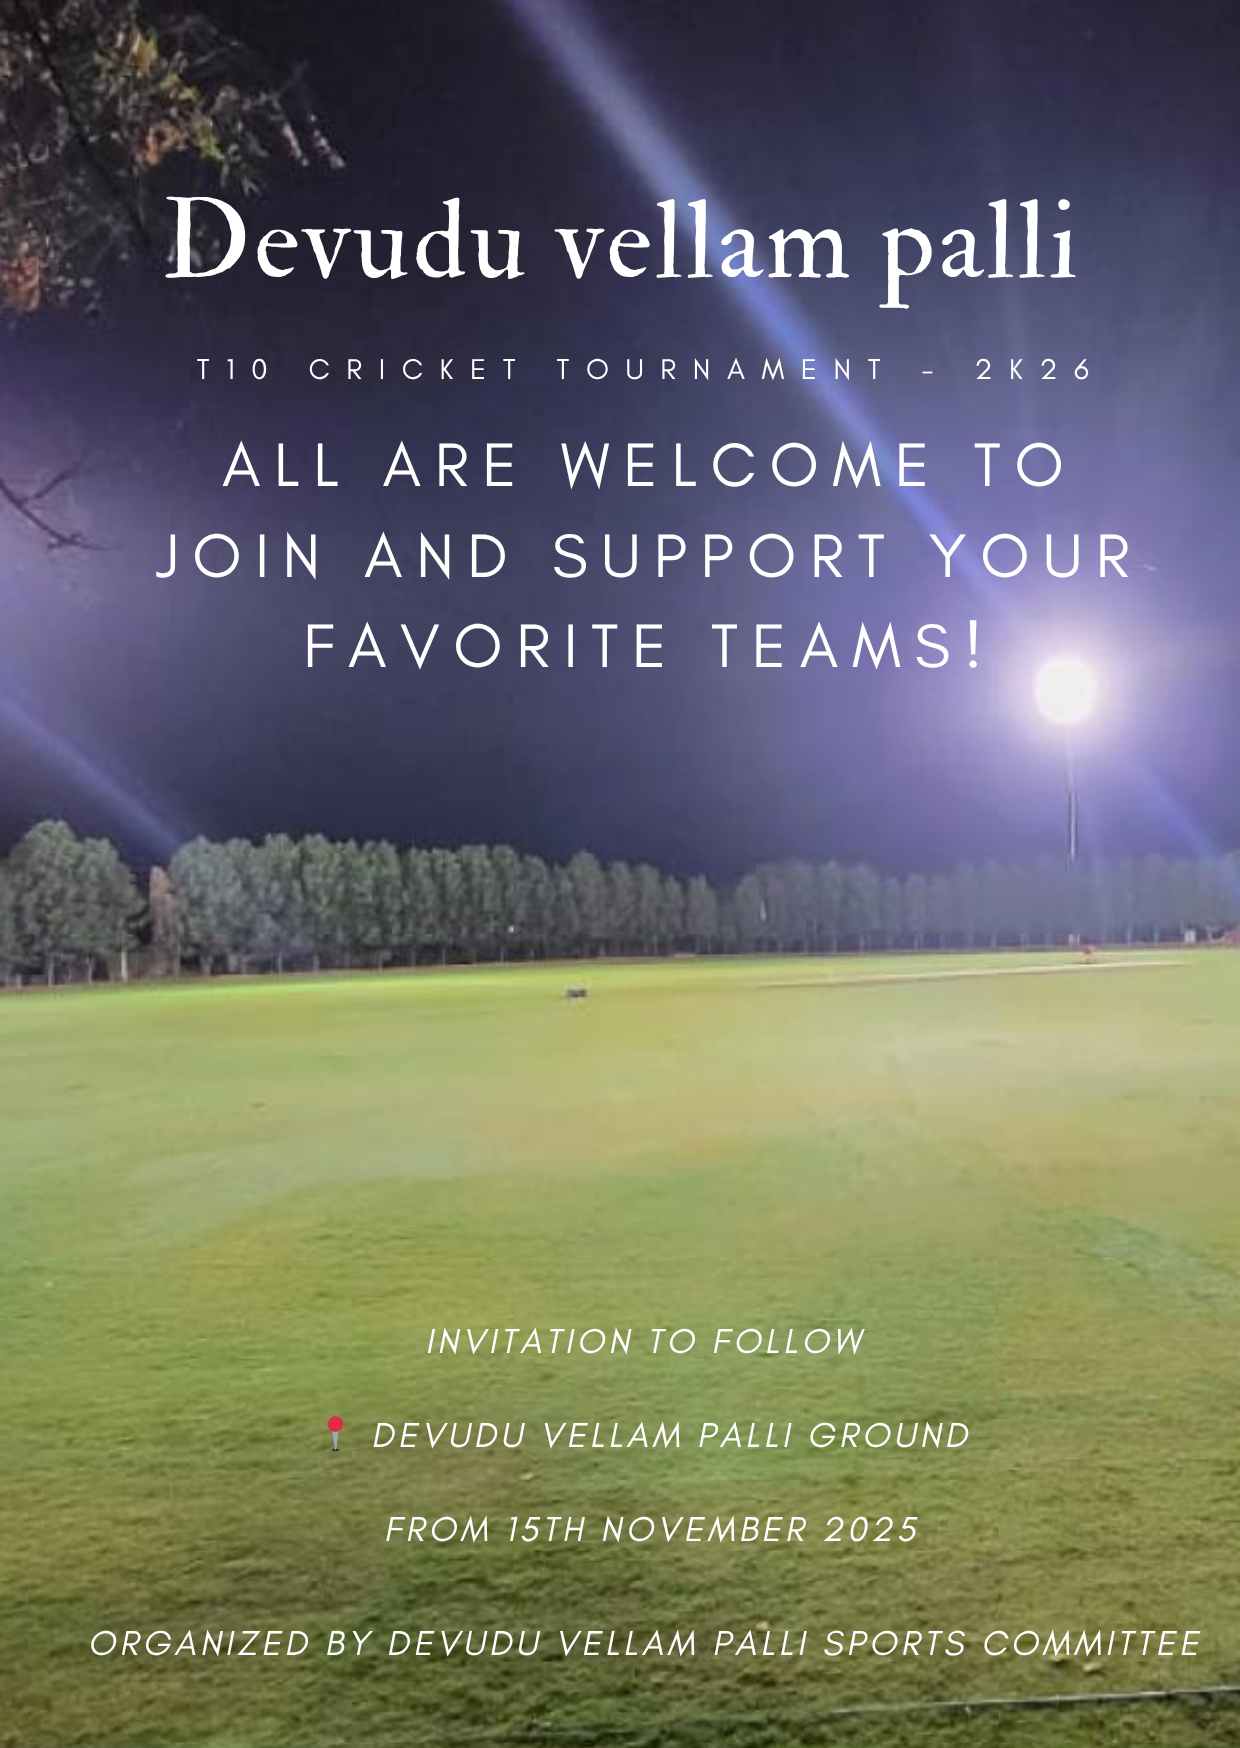 Devudu vellam palli
T10 CRICKET TOURNAMENT - 2K26
ALL ARE WELCOME TO
JOIN AND SUPPORT YOUR
FAVORITE TEAMS!
INVITATION TO FOLLOW
📍 DEVUDU VELLAM PALLI GROUND
FROM 15TH NOVEMBER 2025
ORGANIZED BY DEVUDU VELLAM PALLI SPORTS COMMITTEE